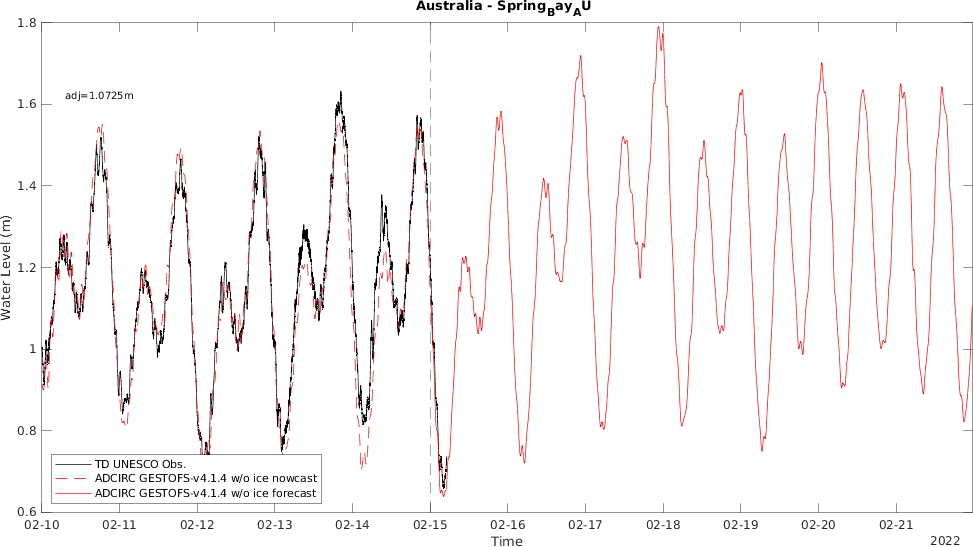 Australia - SpringBayAU
1.8
1.6
1.4
1.2
1
0.8
0.6
Water Level (m)
adj=1.0725m
TD UNESCO Obs.
ADCIRC GESTOFS-v4.1.4 w/o ice nowcast
ADCIRC GESTOFS-v4.1.4 w/o ice forecast
02-10 02-11 02-12 02-13 02-14 02-15 02-16 02-17 02-18 02-19 02-20 02-21
Time
2022